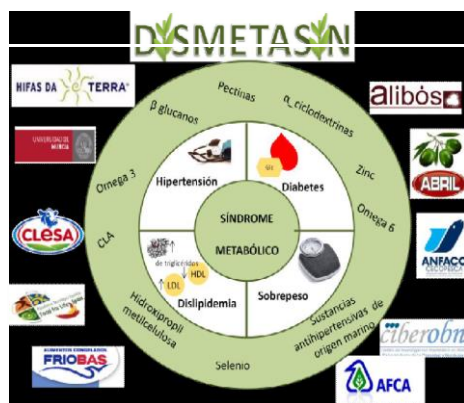 DISMETASIN
HIFAS DA TERRA
alibós
UNIVERSIDAD DE
MURCIA
ABRIL
CLESA
ANFACO
CECOPESCA
ciberobn
FRIOBAS
AFCA
β glucanos
Pectinas
α_ciclodextrinas
Zinc
Omega 6
Sustancias
antihipertensivas de
origen marino
Selenio
Hidroxipropil
metilcelulosa
CLA
Omega 3
Hipertensión
Diabetes
SÍNDROME
METABÓLICO
de triglicéridos
HDL
LDL
Dislipidemia
Sobrepeso